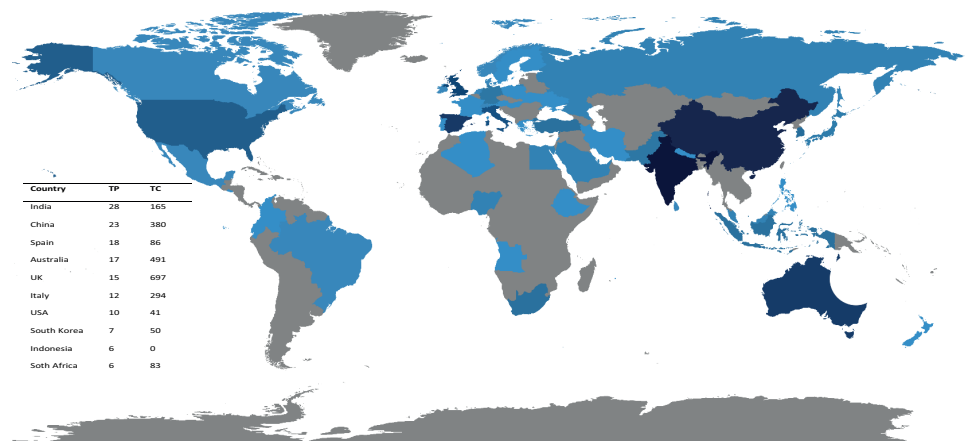 Country TP TC
India 28 165
China 23 380
Spain 18 86
Australia 17 491
UK 15 697
Italy 12 294
USA 10 41
South Korea 7 50
Indonesia 6 0
Soth Africa 6 83